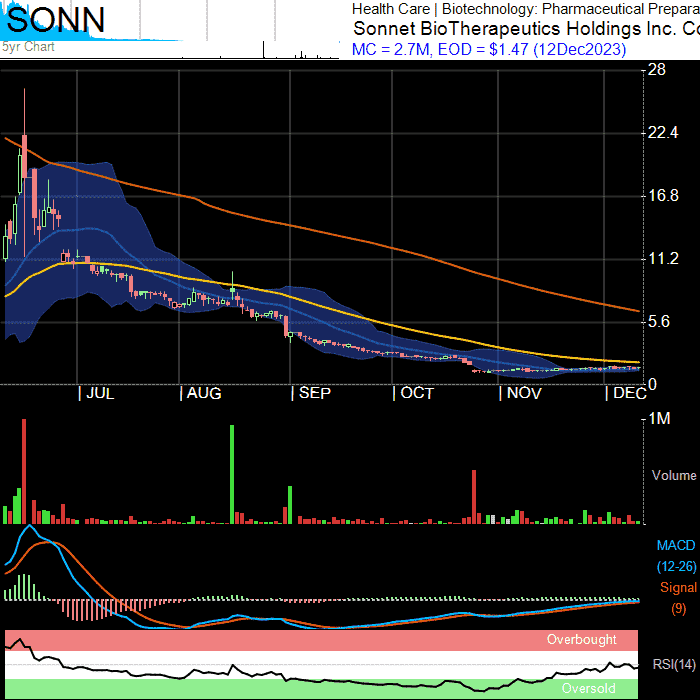 SONN
Health Care | Biotechnology: Pharmaceutical Prepara
Sonnet BioTherapeutics Holdings Inc. Co
5yr Chart
MC = 2.7M, EOD = $1.47 (12Dec2023)
28
22.4
16.8
11.2
5.6
0
| JUL | AUG | SEP | OCT | NOV | DEC
1M
Volume
MACD
(12-26)
Signal
(9)
Overbought
RSI(14)
Oversold